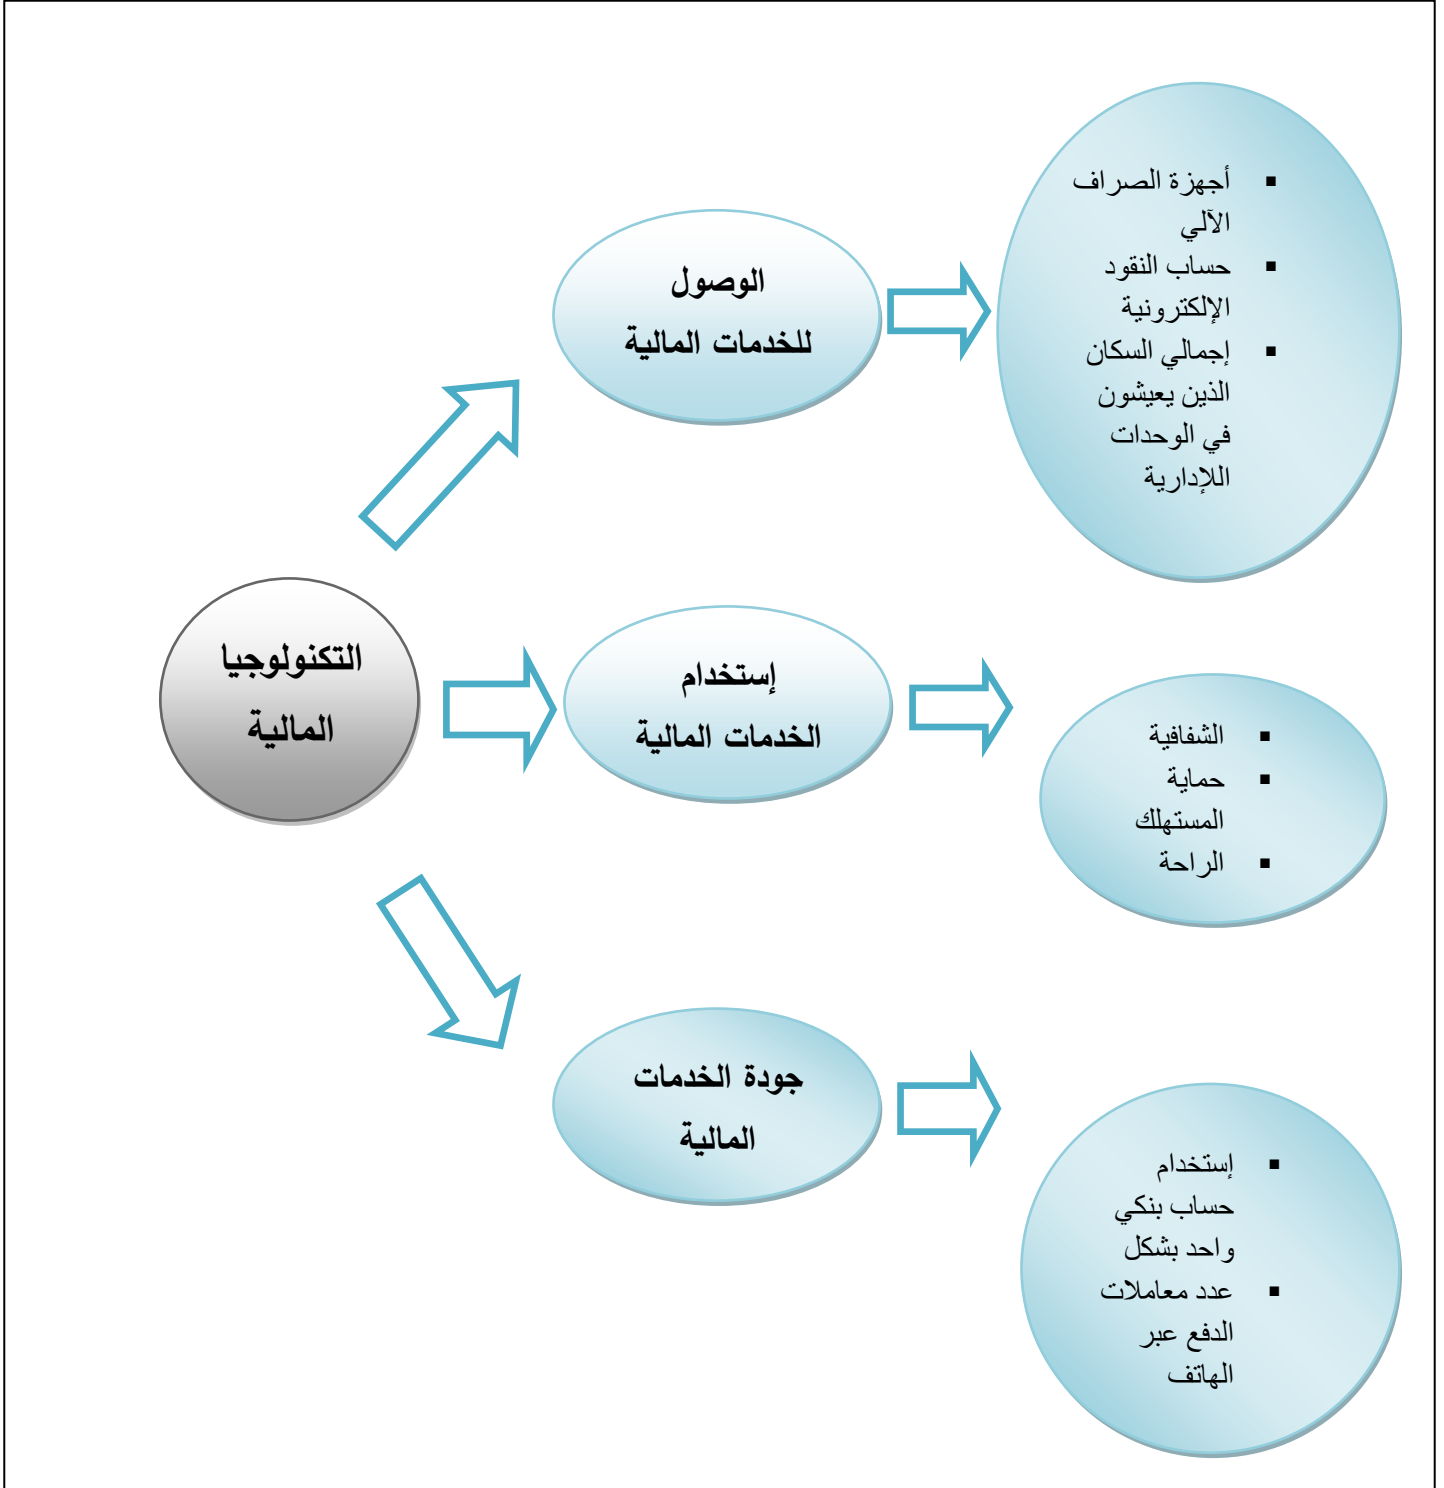 التكنولوجيا
المالية
الوصول
للخدمات المالية
▪ أجهزة الصراف
الآلي
▪ حساب النقود
الإلكترونية
▪ إجمالي السكان
الذين يعيشون
في الوحدات
اللإدارية
إستخدام
الخدمات المالية
▪ الشفافية
▪ حماية
المستهلك
▪ الراحة
جودة الخدمات
المالية
▪ إستخدام
حساب بنكي
واحد بشكل
▪ عدد معاملات
الدفع عبر
الهاتف